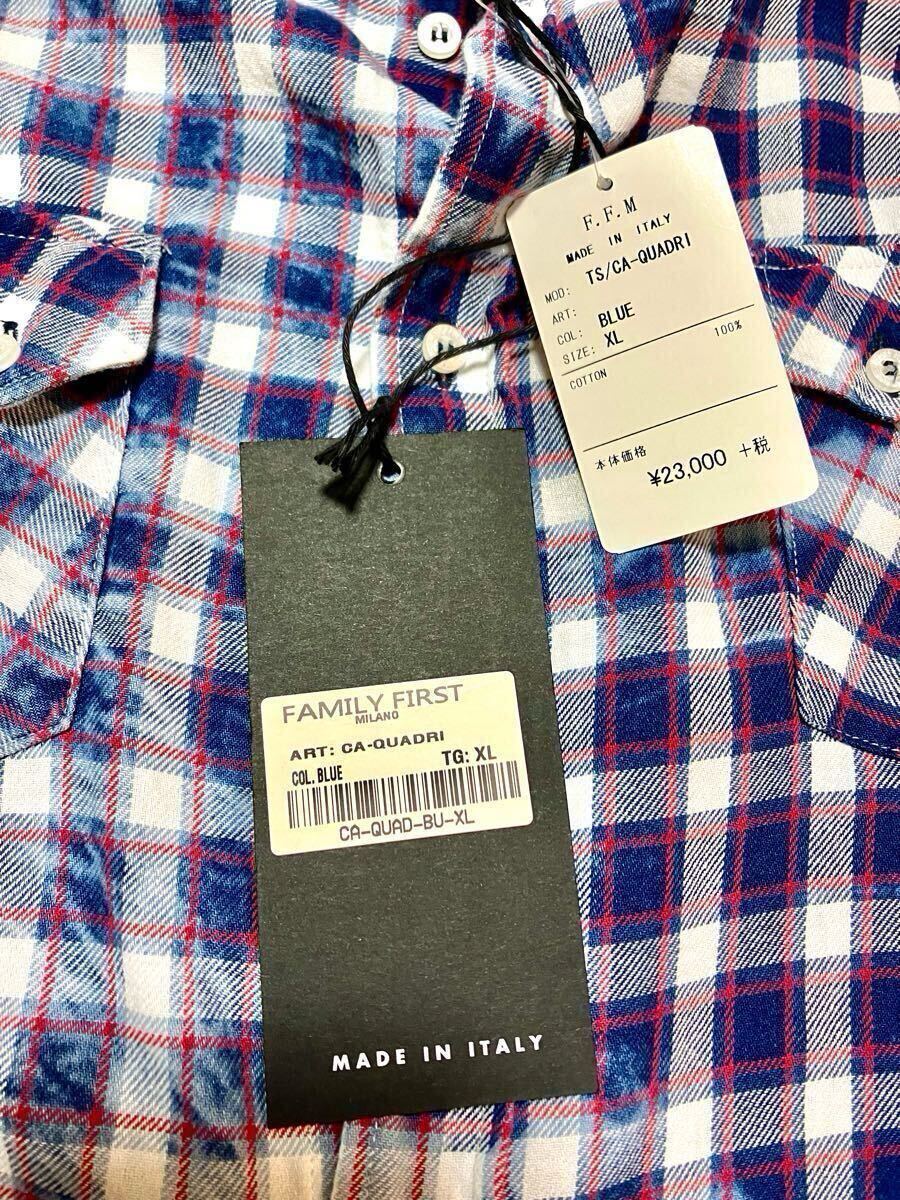 F.F.M
MADE IN ITALY
MOD: TS/CA-QUADRI
ART:
COL: BLUE
SIZE: XL
100%
COTTON
本体価格
¥23,000 +税
FAMILY FIRST
MILANO
ART: CA-QUADRI
COL. BLUE TG: XL
CA-QUAD-BU-XL
MADE IN ITALY